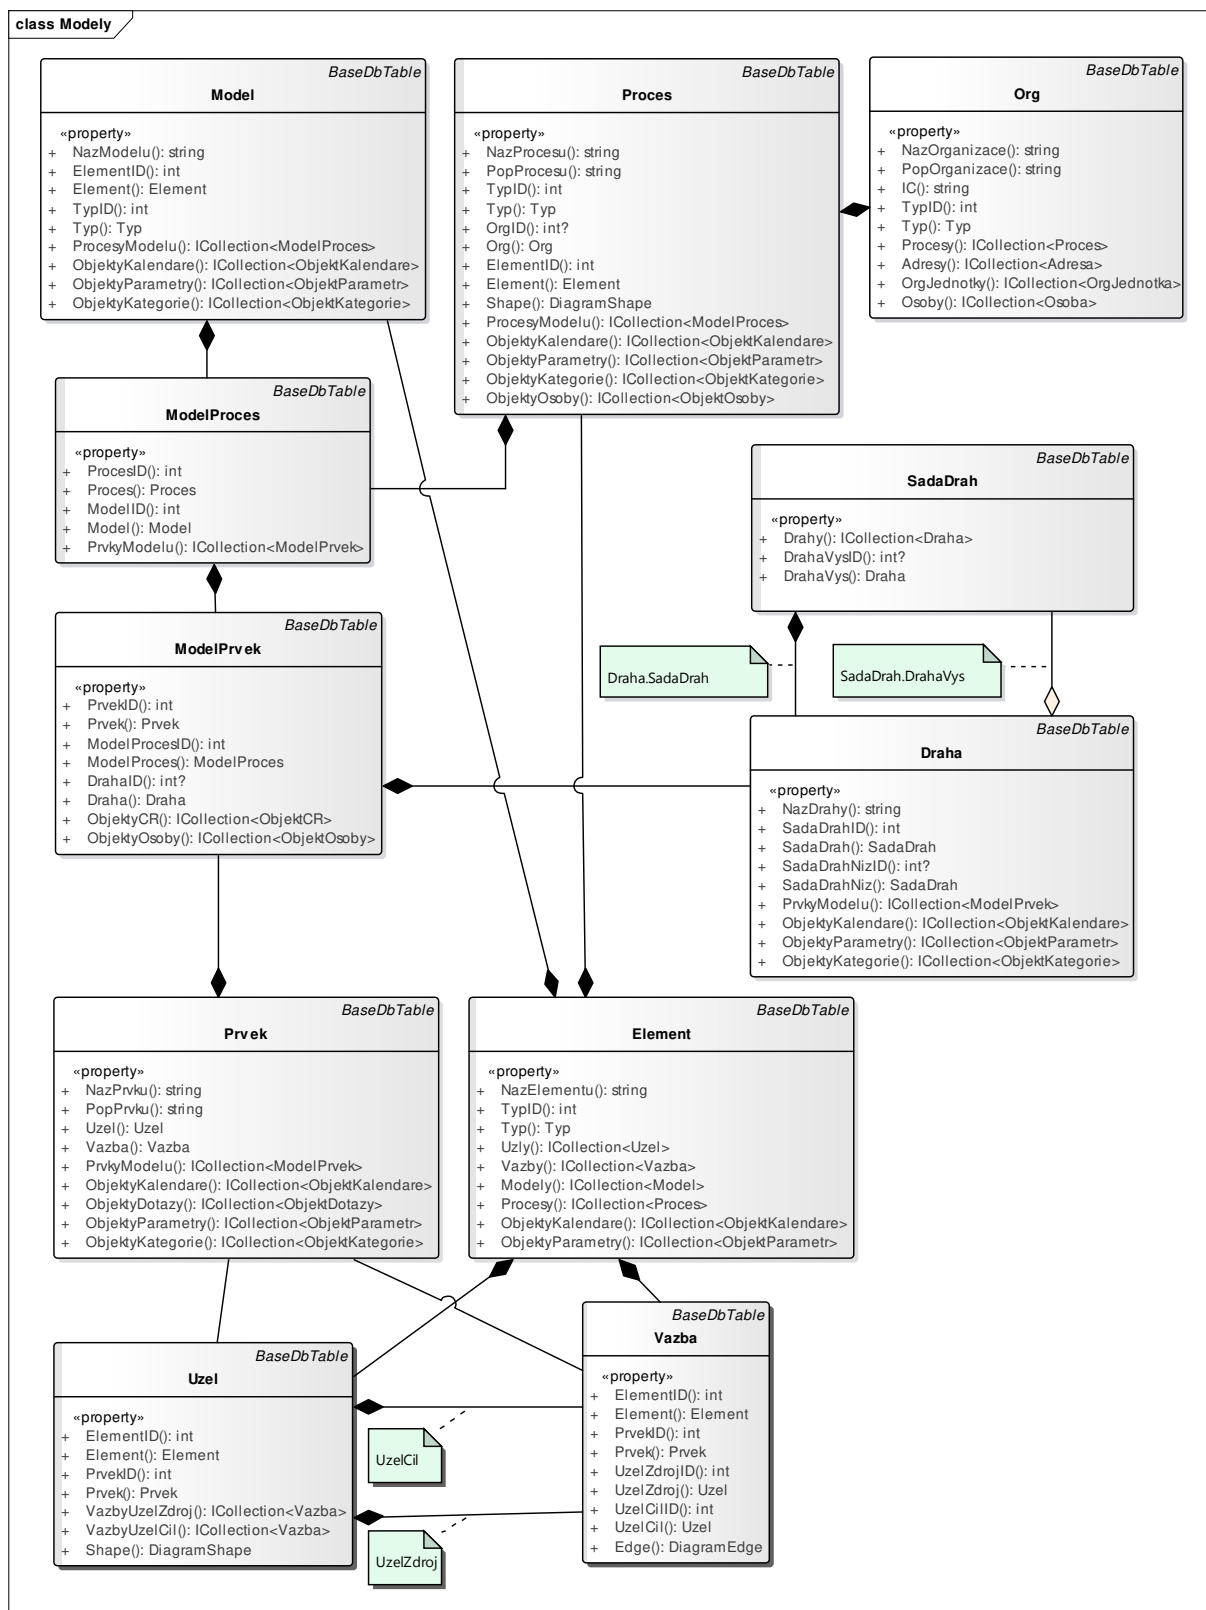 class Modely
BaseDbTable
Model
«property»
+ NazModelu(): string
+ ElementID(): int
+ Element(): Element
+ TypID(): int
+ Typ(): Typ
+ ProcesyModelu(): ICollection<ModelProces>
+ ObjektyKalendare(): ICollection<ObjektKalendare>
+ ObjektyParametry(): ICollection<ObjektParametr>
+ ObjektyKategorie(): ICollection<ObjektKategorie>
BaseDbTable
Proces
«property»
+ NazProcesu(): string
+ PopProcesu(): string
+ TypID(): int
+ Typ(): Typ
+ OrgID(): int?
+ Org(): Org
+ ElementID(): int
+ Element(): Element
+ Shape(): DiagramShape
+ ProcesyModelu(): ICollection<ModelProces>
+ ObjektyKalendare(): ICollection<ObjektKalendare>
+ ObjektyParametry(): ICollection<ObjektParametr>
+ ObjektyKategorie(): ICollection<ObjektKategorie>
+ ObjektyOsoby(): ICollection<ObjektOsoby>
BaseDbTable
Org
«property»
+ NazOrganizace(): string
+ PopOrganizace(): string
+ IC(): string
+ TypID(): int
+ Typ(): Typ
+ Procesy(): ICollection<Proces>
+ Adresy(): ICollection<Adresa>
+ OrgJednotky(): ICollection<OrgJednotka>
+ Osoby(): ICollection<Osoba>
BaseDbTable
ModelProces
«property»
+ ProcesID(): int
+ Proces(): Proces
+ ModelID(): int
+ Model(): Model
+ PrvkyModelu(): ICollection<ModelPrvek>
BaseDbTable
SadaDrah
«property»
+ Drahy(): ICollection<Draha>
+ DrahaVysID(): int?
+ DrahaVys(): Draha
BaseDbTable
ModelPrvek
«property»
+ PrvekID(): int
+ Prvek(): Prvek
+ ModelProcesID(): int
+ ModelProces(): ModelProces
+ DrahaID(): int?
+ Draha(): Draha
+ ObjektyCR(): ICollection<ObjektCR>
+ ObjektyOsoby(): ICollection<ObjektOsoby>
Draha.SadaDrah
SadaDrah.DrahaVys
BaseDbTable
Draha
«property»
+ NazDrahy(): string
+ SadaDrahID(): int
+ SadaDrah(): SadaDrah
+ SadaDrahNizID(): int?
+ SadaDrahNiz(): SadaDrah
+ PrvkyModelu(): ICollection<ModelPrvek>
+ ObjektyKalendare(): ICollection<ObjektKalendare>
+ ObjektyParametry(): ICollection<ObjektParametr>
+ ObjektyKategorie(): ICollection<ObjektKategorie>
BaseDbTable
Prvek
«property»
+ NazPrvku(): string
+ PopPrvku(): string
+ Uzel(): Uzel
+ Vazba(): Vazba
+ PrvkyModelu(): ICollection<ModelPrvek>
+ ObjektyKalendare(): ICollection<ObjektKalendare>
+ ObjektyDotazy(): ICollection<ObjektDotazy>
+ ObjektyParametry(): ICollection<ObjektParametr>
+ ObjektyKategorie(): ICollection<ObjektKategorie>
BaseDbTable
Element
«property»
+ NazElementu(): string
+ TypID(): int
+ Typ(): Typ
+ Uzly(): ICollection<Uzel>
+ Vazby(): ICollection<Vazba>
+ Modely(): ICollection<Model>
+ Procesy(): ICollection<Proces>
+ ObjektyKalendare(): ICollection<ObjektKalendare>
+ ObjektyParametry(): ICollection<ObjektParametr>
BaseDbTable
Uzel
«property»
+ ElementID(): int
+ Element(): Element
+ PrvekID(): int
+ Prvek(): Prvek
+ VazbyUzelZdroj(): ICollection<Vazba>
+ VazbyUzelCil(): ICollection<Vazba>
+ Shape(): DiagramShape
UzelCil
UzelZdroj
BaseDbTable
Vazba
«property»
+ ElementID(): int
+ Element(): Element
+ PrvekID(): int
+ Prvek(): Prvek
+ UzelZdrojID(): int
+ UzelZdroj(): Uzel
+ UzelCilID(): int
+ UzelCil(): Uzel
+ Edge(): DiagramEdge